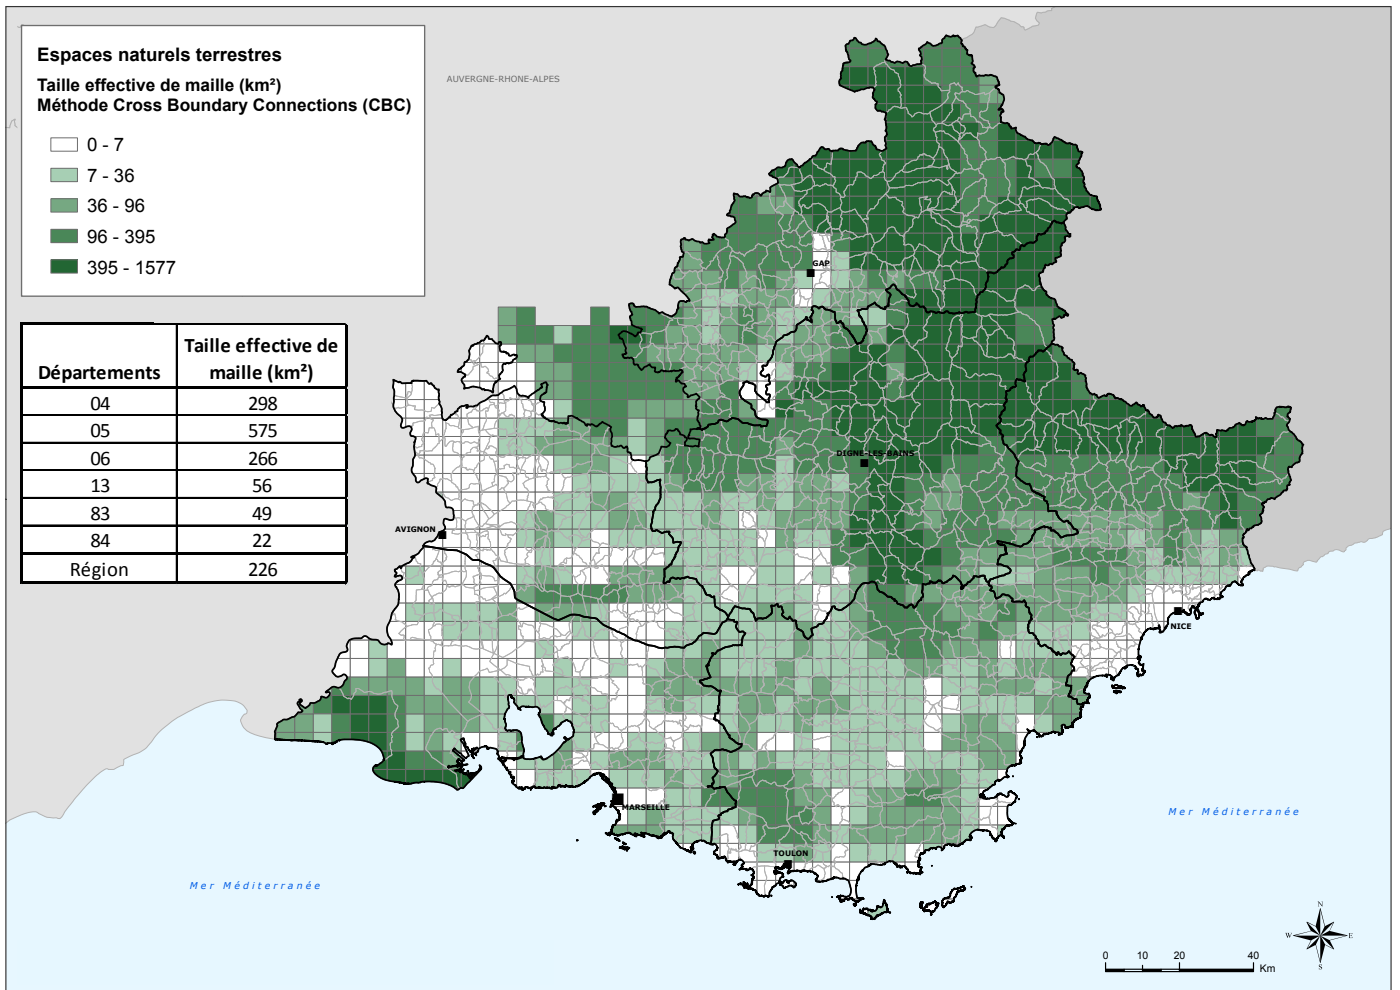 Espaces naturels terrestres
Taille effective de maille (km²)
Méthode Cross Boundary Connections (CBC)
0 - 7
7 - 36
36 - 96
96 - 395
395 - 1577
Départements Taille effective de maille (km²)
04 298
05 575
06 266
13 56
83 49
84 22
Région 226
AUVERGNE-RHONE-ALPES
GAP
DIGNE-LES-BAINS
AVIGNON
NICE
MARSEILLE
TOULON
Mer Méditerranée
Mer Méditerranée
N
W E
S
0 10 20 40
Km